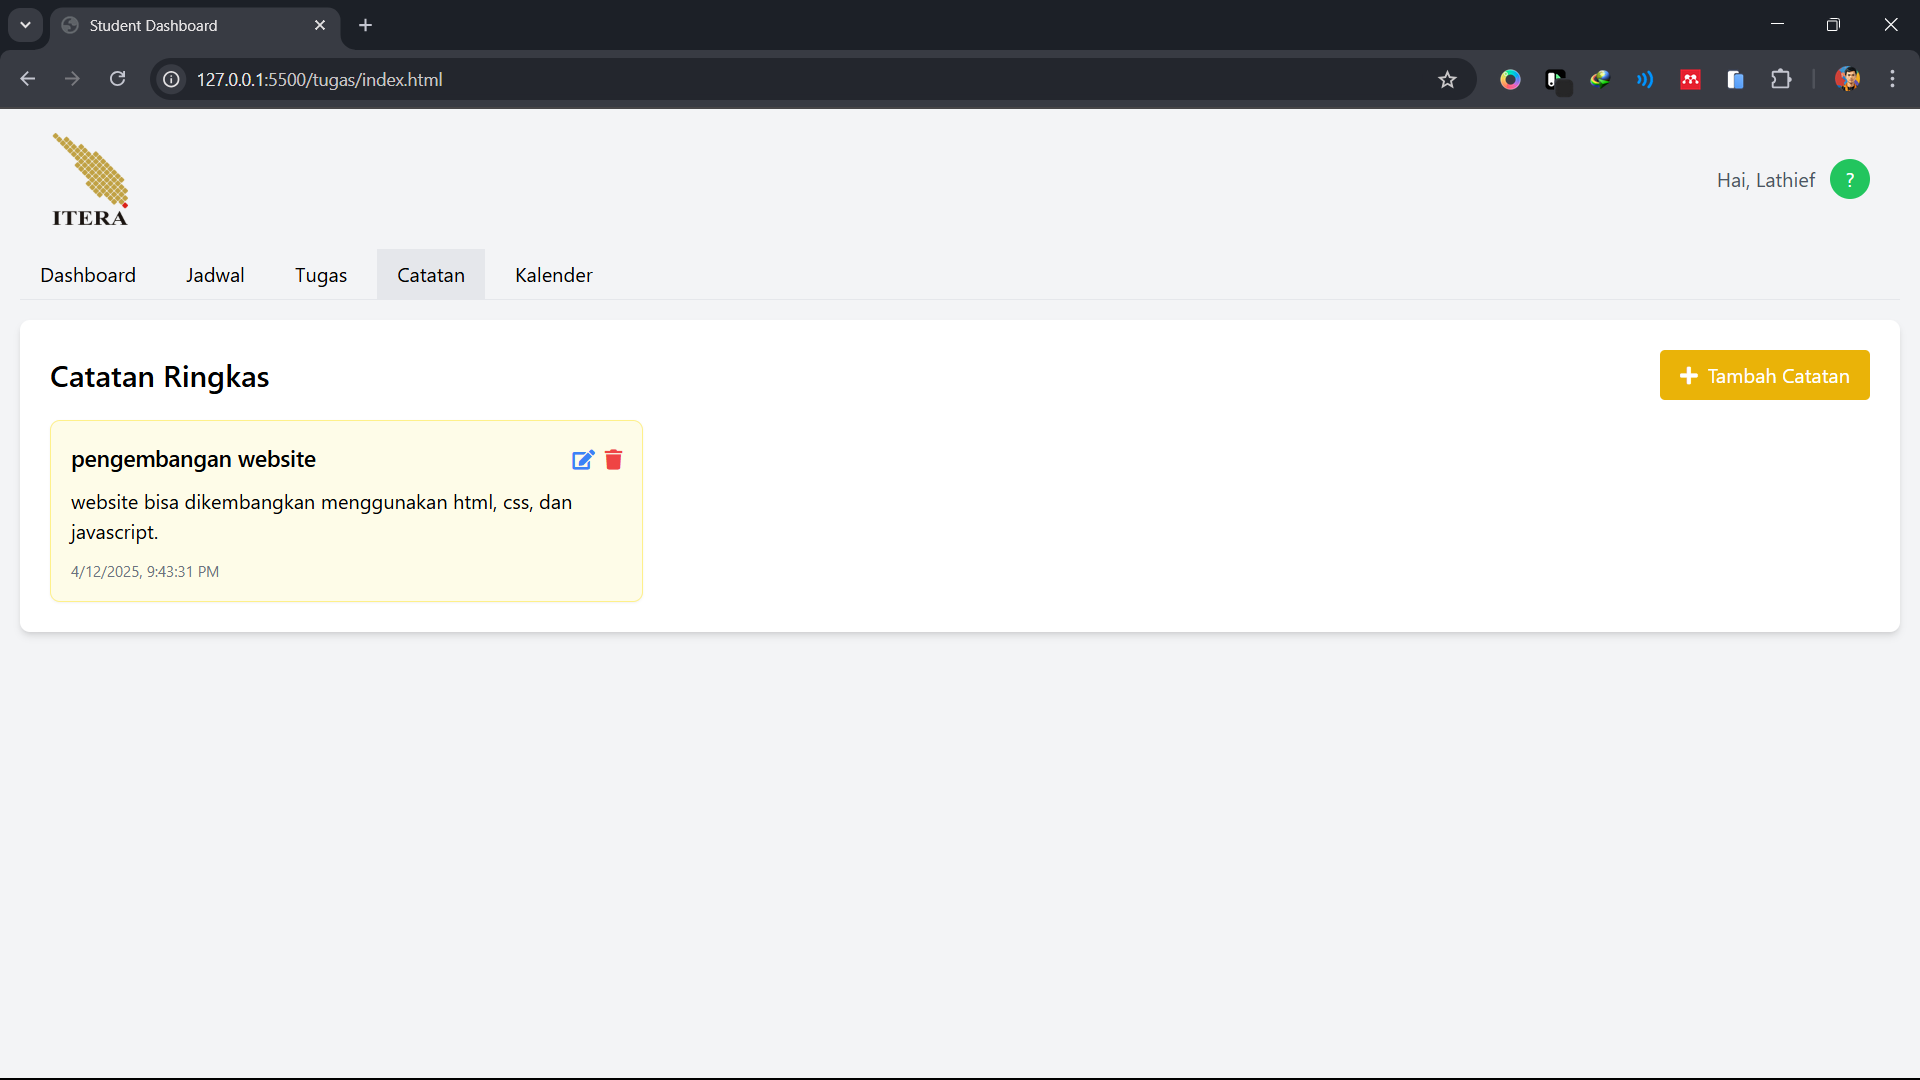 Student Dashboard
127.0.0.1:5500/tugas/index.html
ITERA
Hai, Lathief
?
Dashboard
Jadwal
Tugas
Catatan
Kalender
Catatan Ringkas
Tambah Catatan
pengembangan website
website bisa dikembangkan menggunakan html, css, dan
javascript.
4/12/2025, 9:43:31 PM